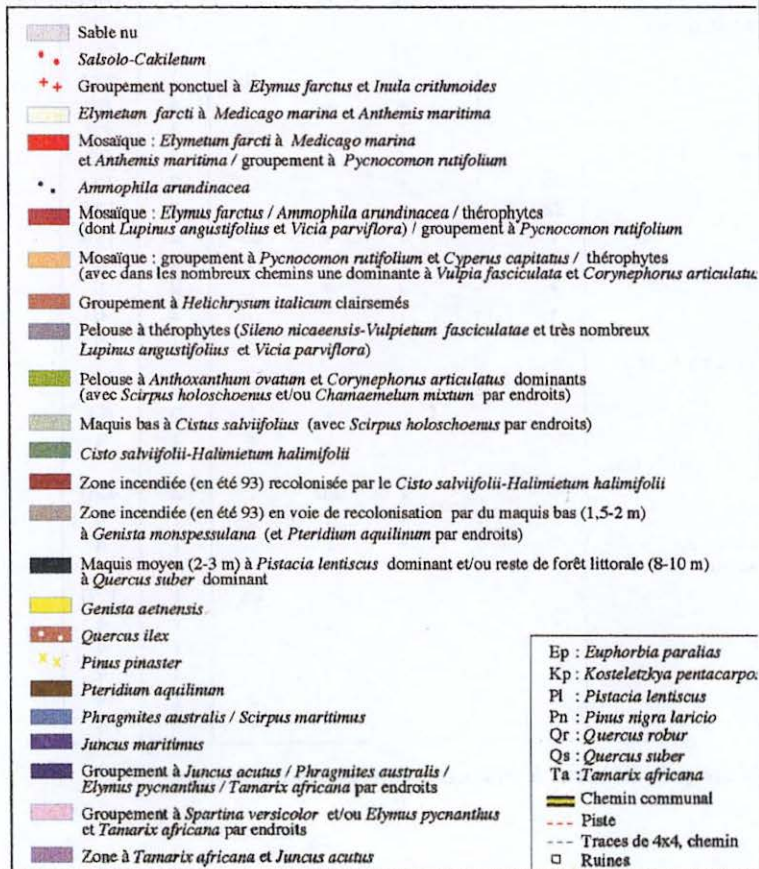 Sable nu
Salsolo-Cakiletum
Groupement ponctuel à Elymus farctus et Inula crithmoides
Elymetum farcti à Medicago marina et Anthemis maritima
Mosaïque : Elymetum farcti à Medicago marina
et Anthemis maritima / groupement à Pycnocomon rutifolium
Ammophila arundinacea
Mosaïque : Elymus farctus / Ammophila arundinacea / thérophytes
(dont Lupinus angustifolius et Vicia parviflora) / groupement à Pycnocomon rutifolium
Mosaïque : groupement à Pycnocomon rutifolium et Cyperus capitatus / thérophytes
(avec dans les nombreux chemins une dominante à Vulpia fasciculata et Corynephorus articulatu
Groupement à Helichrysum italicum clairsemés
Pelouse à thérophytes (Sileno nicaeensis-Vulpietum fasciculatae et très nombreux
Lupinus angustifolius et Vicia parviflora)
Pelouse à Anthoxanthum ovatum et Corynephorus articulatus dominants
(avec Scirpus holoschoenus et/ou Chamaemelum mixtum par endroits)
Maquis bas à Cistus salviifolius (avec Scirpus holoschoenus par endroits)
Cisto salviifolii-Halimietum halimifolii
Zone incendiée (en été 93) recolonisée par le Cisto salviifolii-Halimietum halimifolii
Zone incendiée (en été 93) en voie de recolonisation par du maquis bas (1,5-2 m)
à Genista monspessulana (et Pteridium aquilinum par endroits)
Maquis moyen (2-3 m) à Pistacia lentiscus dominant et/ou reste de forêt littorale (8-10 m)
à Quercus suber dominant
Genista aetnensis
Quercus ilex
Pinus pinaster
Pteridium aquilinum
Phragmites australis / Scirpus maritimus
Juncus maritimus
Groupement à Juncus acutus / Phragmites australis /
Elymus pycnanthus / Tamarix africana par endroits
Groupement à Spartina versicolor et/ou Elymus pycnanthus
et Tamarix africana par endroits
Zone à Tamarix africana et Juncus acutus
Ep : Euphorbia paralias
Kp : Kosteletzkya pentacarpo
Pl : Pistacia lentiscus
Pn : Pinus nigra laricio
Qr : Quercus robur
Qs : Quercus suber
Ta : Tamarix africana
Chemin communal
Piste
Traces de 4x4, chemin
Ruines